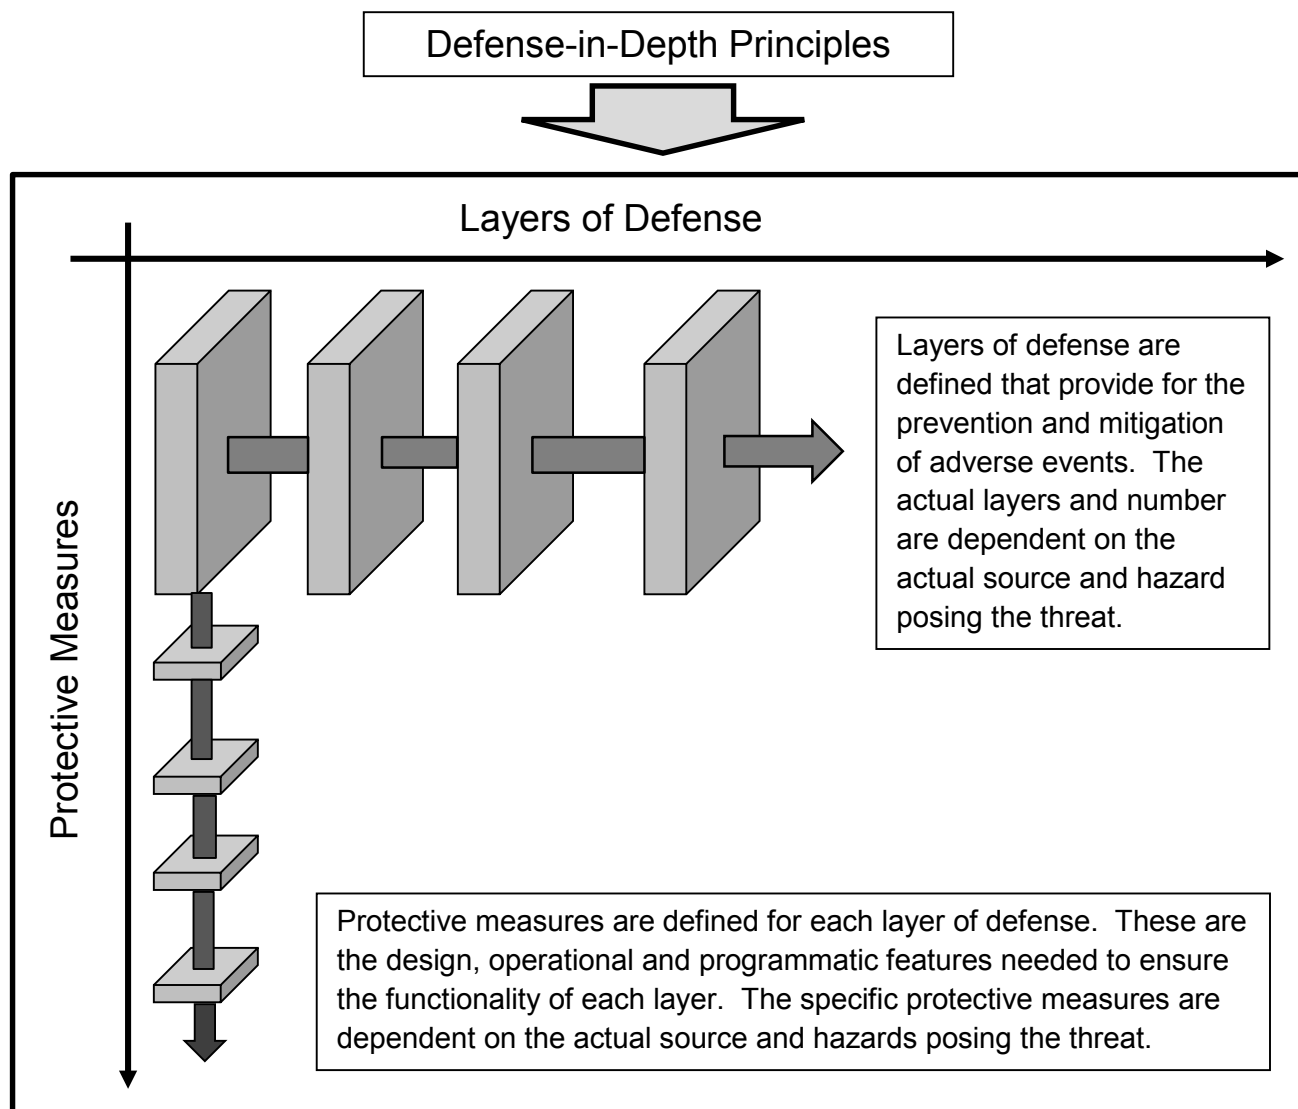 Defense-in-Depth Principles
Layers of Defense
Layers of defense are
defined that provide for the
prevention and mitigation
of adverse events.  The
actual layers and number
are dependent on the
actual source and hazard
posing the threat.
Protective Measures
Protective measures are defined for each layer of defense.  These are
the design, operational and programmatic features needed to ensure
the functionality of each layer.  The specific protective measures are
dependent on the actual source and hazards posing the threat.